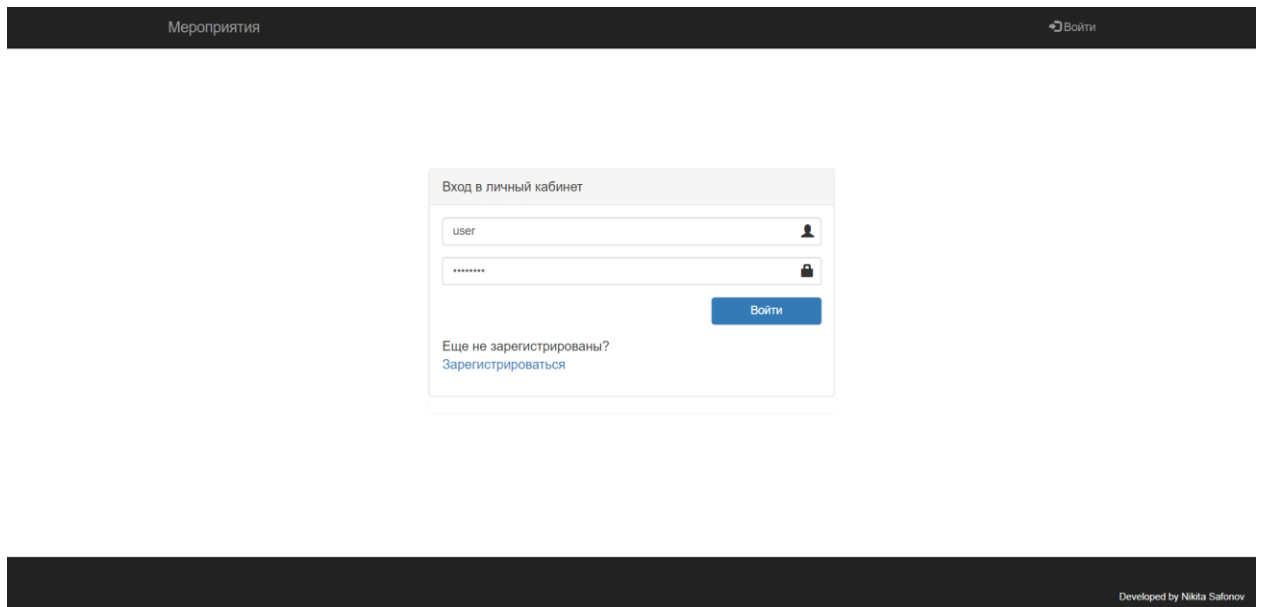 Мероприятия
Войти
Вход в личный кабинет
user
••••••••
Войти
Еще не зарегистрированы?
Зарегистрироваться
Developed by Nikita Safonov